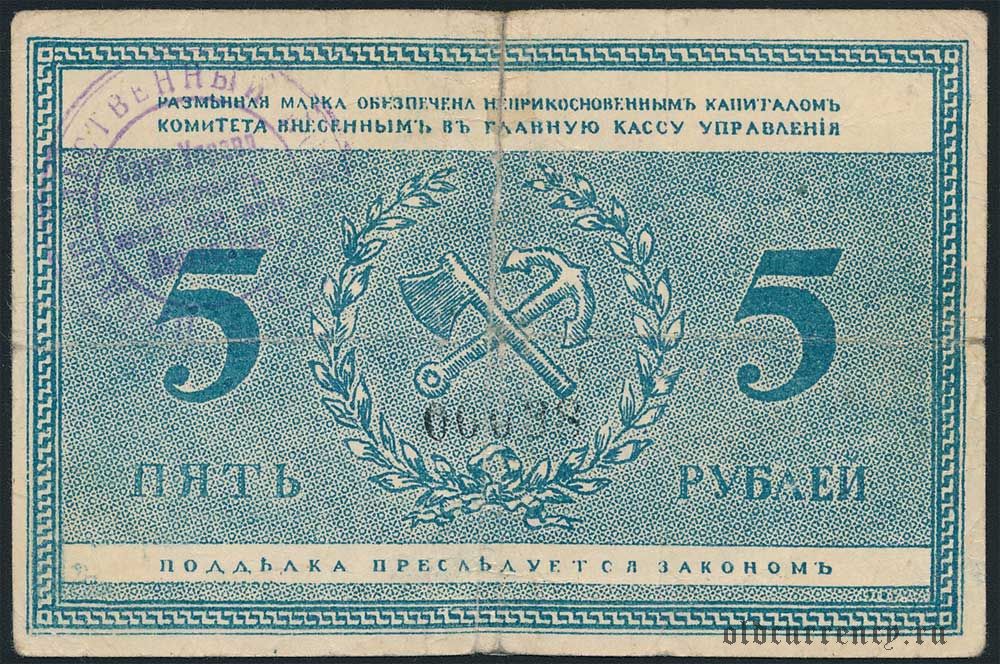 РАЗМѢННАЯ МАРКА ОБЕЗПЕЧЕНА НЕПРИКОСНОВЕННЫМЪ КАПИТАЛОМЪ
КОМИТЕТА ВНЕСЕННЫМЪ ВЪ ГЛАВНУЮ КАССУ УПРАВЛЕНІЯ
5 5
ПЯТЬ РУБЛЕЙ
ПОДДѢЛКА ПРЕСЛѢДУЕТСЯ ЗАКОНОМЪ
oldcurrency.ru